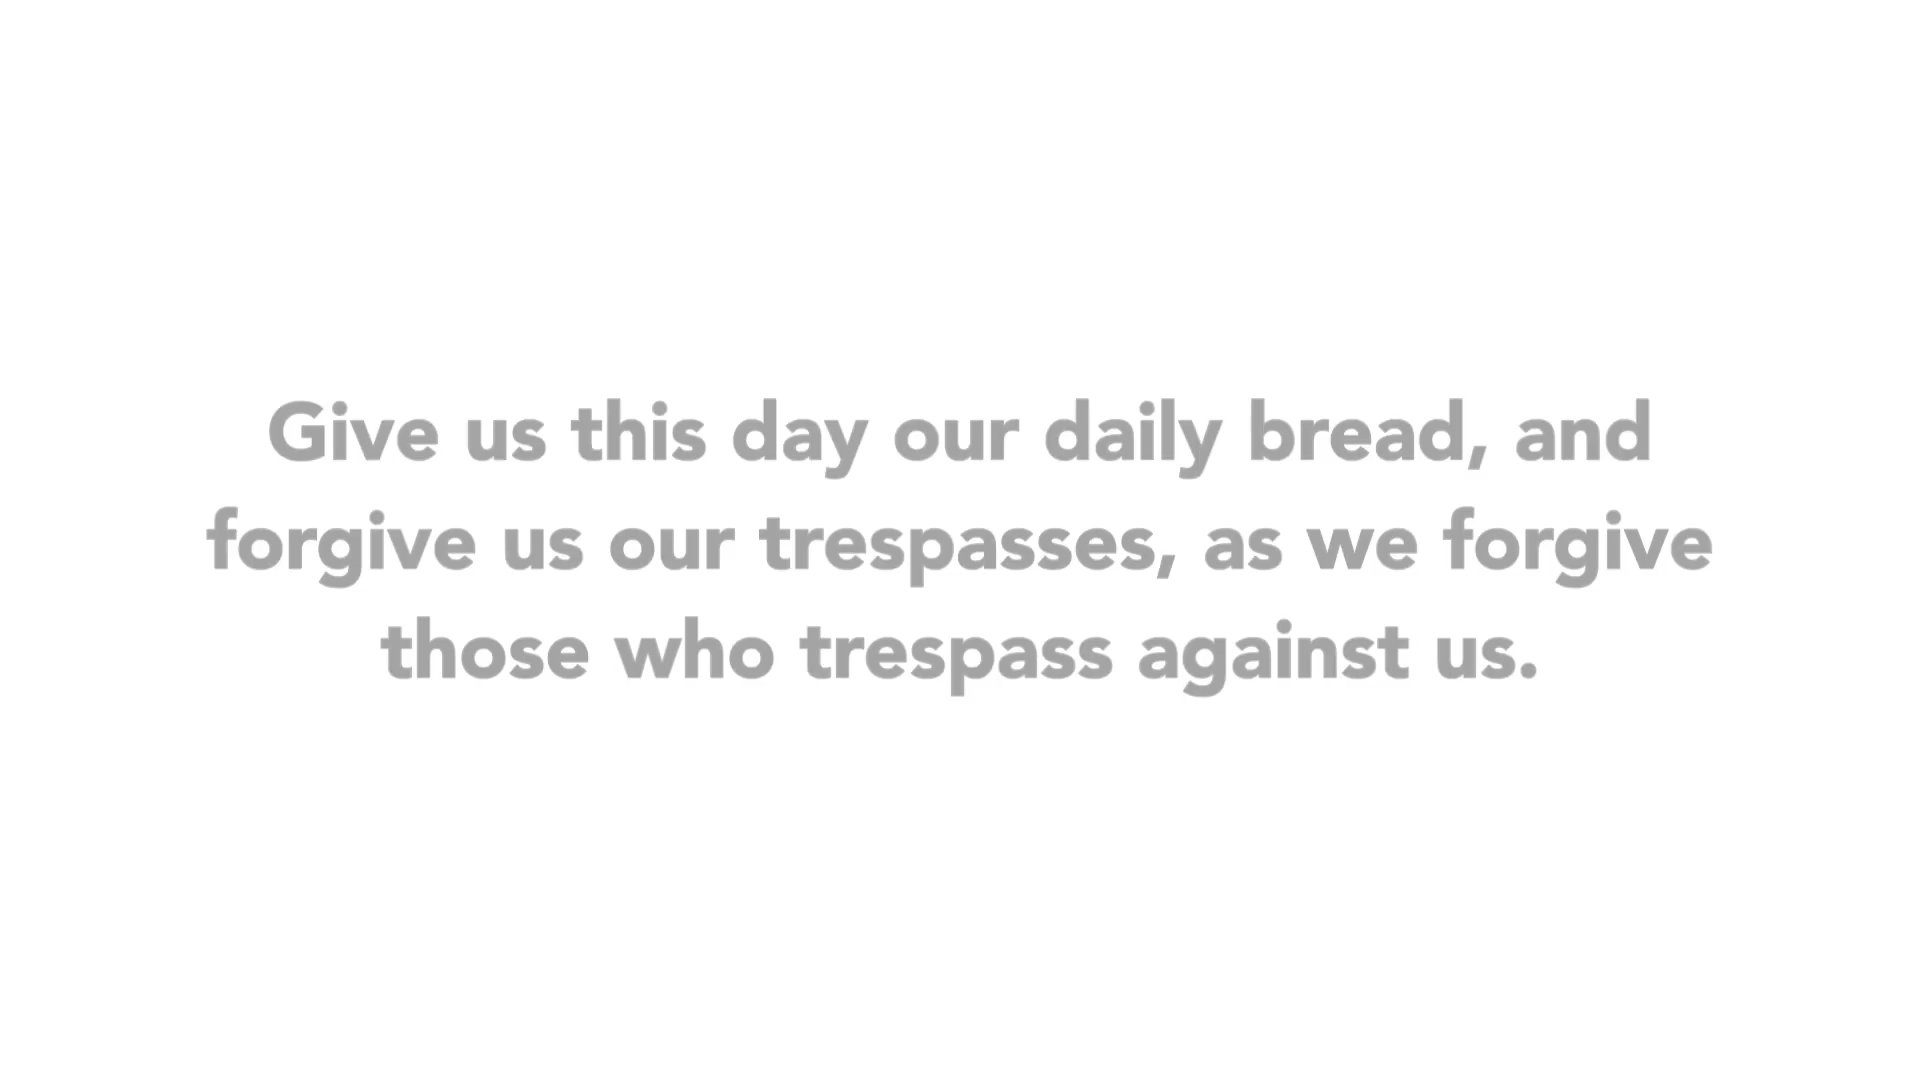 Give us this day our daily bread, and
forgive us our trespasses, as we forgive
those who trespass against us.